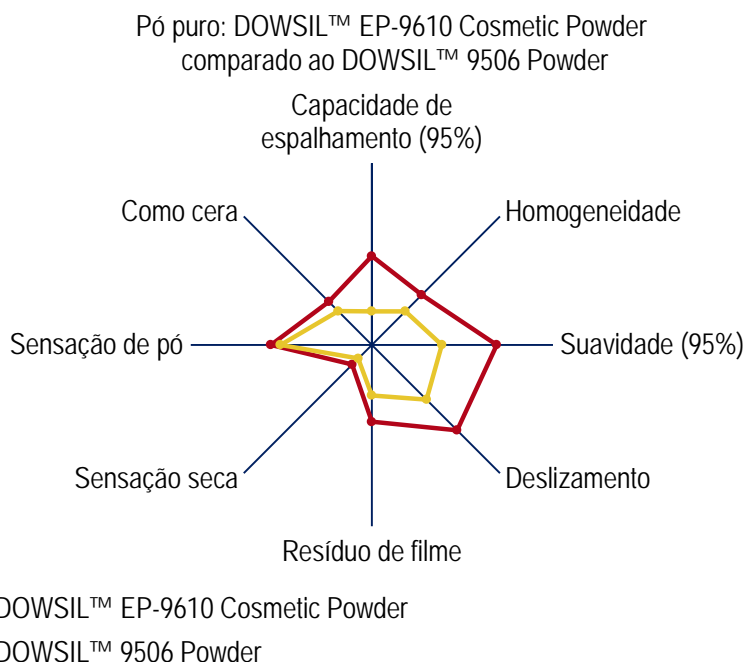 Pó puro: DOWSIL™ EP-9610 Cosmetic Powder
comparado ao DOWSIL™ 9506 Powder
Capacidade de
espalhamento (95%)
Como cera
Homogeneidade
Sensação de pó
Suavidade (95%)
Sensação seca
Deslizamento
Resíduo de filme
DOWSIL™ EP-9610 Cosmetic Powder
DOWSIL™ 9506 Powder